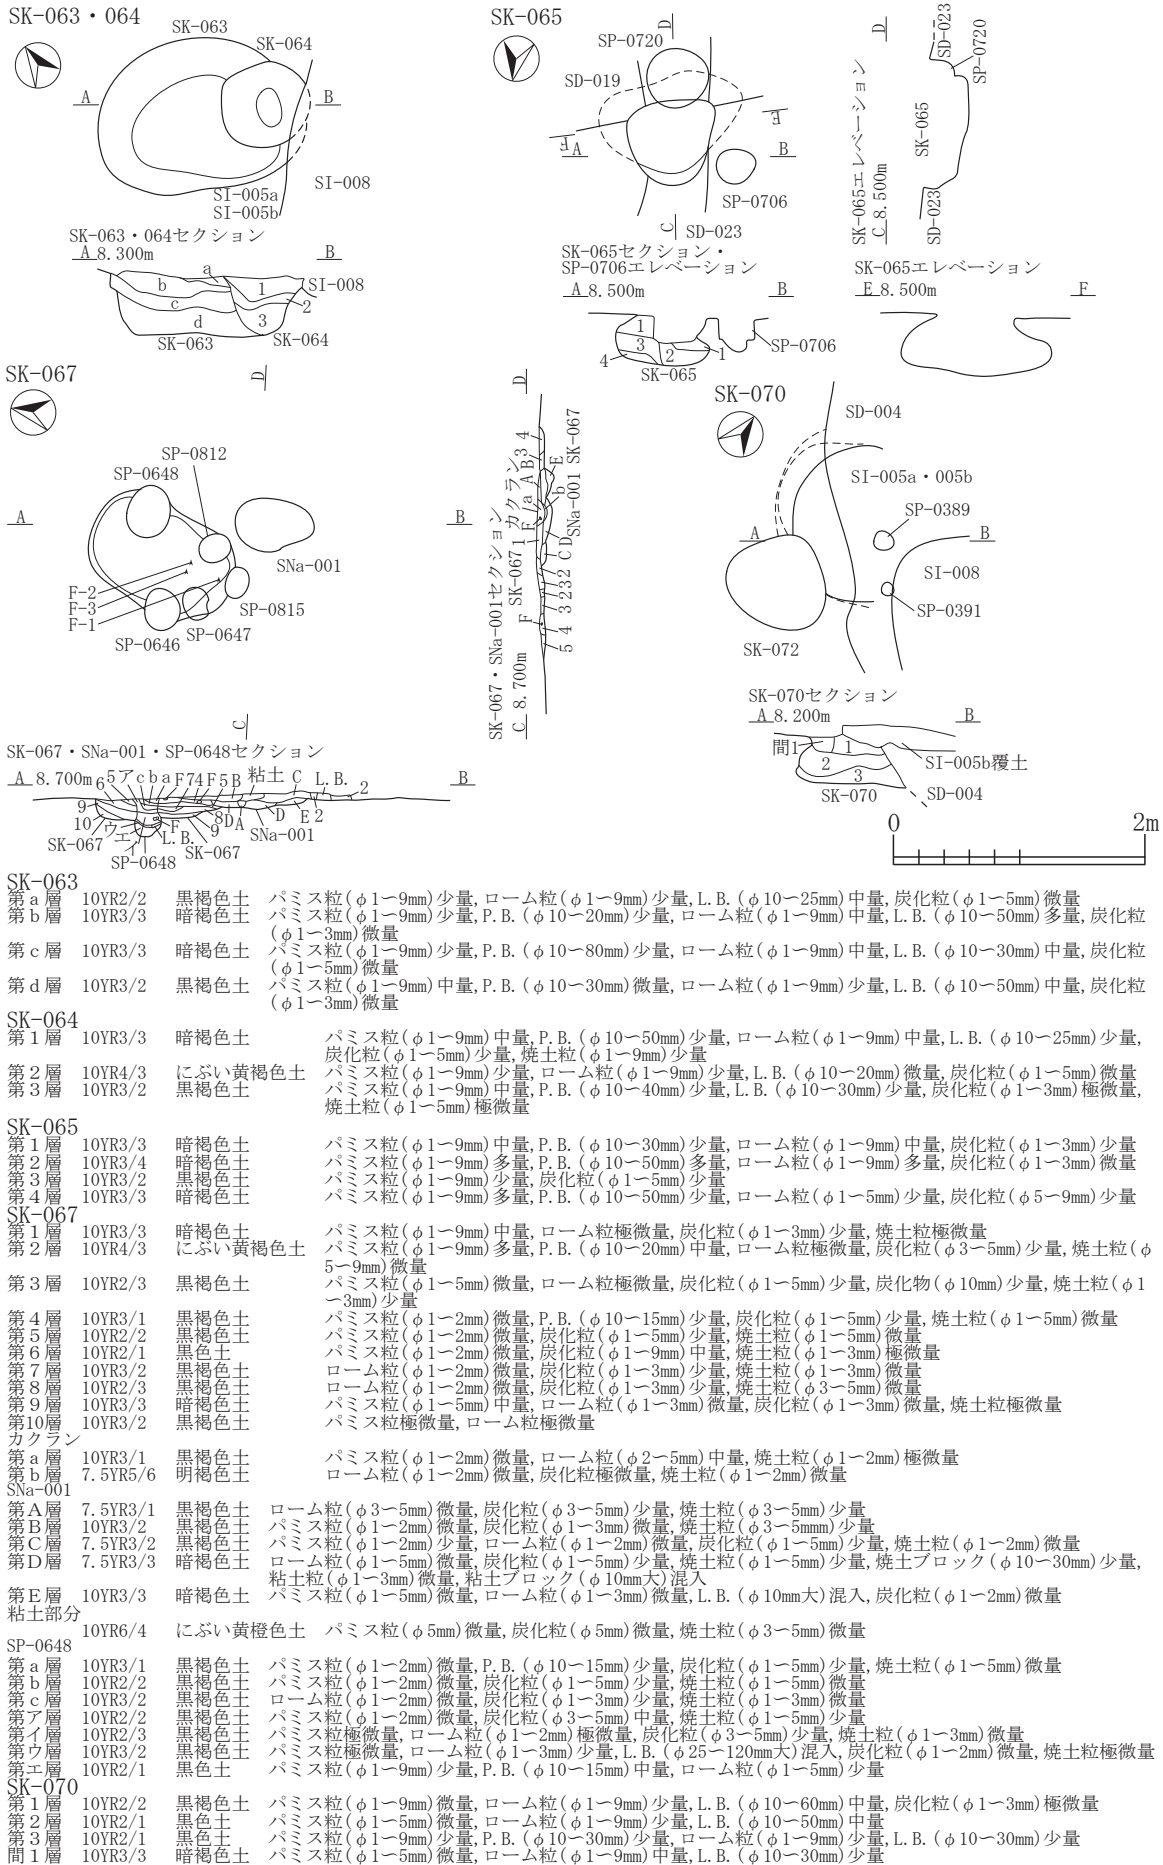 SK-063・064
SK-063
SK-064
A
B
SI-008
SI-005a
SI-005b
SK-063・064セクション
A 8.300m
B
a
b
c
d
1
2
3
SI-008
SK-063
SK-064
SK-065
D
SP-0720
SD-019
E
F
A
B
SP-0706
C
SD-023
SK-065セクション・
SP-0706エレベーション
A 8.500m
B
1
3
4
2
1
SP-0706
SK-065
D
SD-023
SP-0720
SK-065
SD-023
SK-065エレベーション
C 8.500m
SK-065エレベーション
E 8.500m
F
SK-067
D
SP-0812
SP-0648
A
B
SNa-001
F-2
F-3
F-1
SP-0815
SP-0647
SP-0646
C
SK-067・SNa-001・SP-0648セクション
A 8.700m
B
6 5 ア c b a F 7 4 F 5 B 粘土 C L.B. 2
9
10
ウ
エ
イ
F
L.B.
9
8 D A
D
E 2
SNa-001
SK-067
SP-0648
SK-067
D
SK-067・SNa-001セクション
C 8.700m
SK-067
カクラン
SNa-001
SK-067
5 4 3 2 3 2 2 C D
F
1 F a A B 3 4
b
E
SK-070
SD-004
SI-005a・005b
SP-0389
A
B
SI-008
SP-0391
SK-072
SK-070セクション
A 8.200m
B
間1
1
2
3
SI-005b覆土
SK-070
SD-004
0
2m
SK-063
第a層 10YR2/2 黒褐色土 パミス粒(φ1〜9㎜)少量,ローム粒(φ1〜9㎜)少量,L.B.(φ10〜25㎜)中量,炭化粒(φ1〜5㎜)微量
第b層 10YR3/3 暗褐色土 パミス粒(φ1〜9㎜)少量,P.B.(φ10〜20㎜)少量,ローム粒(φ1〜9㎜)中量,L.B.(φ10〜50㎜)多量,炭化粒
(φ1〜3㎜)微量
第c層 10YR3/3 暗褐色土 パミス粒(φ1〜9㎜)少量,P.B.(φ10〜80㎜)少量,ローム粒(φ1〜9㎜)中量,L.B.(φ10〜30㎜)中量,炭化粒
(φ1〜5㎜)微量
第d層 10YR3/2 黒褐色土 パミス粒(φ1〜9㎜)中量,P.B.(φ10〜30㎜)微量,ローム粒(φ1〜9㎜)少量,L.B.(φ10〜50㎜)中量,炭化粒
(φ1〜3㎜)微量
SK-064
第1層 10YR3/3 暗褐色土 パミス粒(φ1〜9㎜)中量,P.B.(φ10〜50㎜)少量,ローム粒(φ1〜9㎜)中量,L.B.(φ10〜25㎜)少量,
炭化粒(φ1〜5㎜)少量,焼土粒(φ1〜9㎜)少量
第2層 10YR4/3 にぶい黄褐色土 パミス粒(φ1〜9㎜)少量,ローム粒(φ1〜9㎜)少量,L.B.(φ10〜20㎜)微量,炭化粒(φ1〜5㎜)微量
第3層 10YR3/2 黒褐色土 パミス粒(φ1〜9㎜)中量,P.B.(φ10〜40㎜)少量,L.B.(φ10〜30㎜)少量,炭化粒(φ1〜3㎜)極微量,
焼土粒(φ1〜5㎜)極微量
SK-065
第1層 10YR3/3 暗褐色土 パミス粒(φ1〜9㎜)中量,P.B.(φ10〜30㎜)少量,ローム粒(φ1〜9㎜)中量,炭化粒(φ1〜3㎜)少量
第2層 10YR3/4 暗褐色土 パミス粒(φ1〜9㎜)多量,P.B.(φ10〜50㎜)多量,ローム粒(φ1〜9㎜)多量,炭化粒(φ1〜3㎜)微量
第3層 10YR3/2 黒褐色土 パミス粒(φ1〜9㎜)少量,炭化粒(φ1〜5㎜)少量
第4層 10YR3/3 暗褐色土 パミス粒(φ1〜9㎜)多量,P.B.(φ10〜50㎜)少量,ローム粒(φ1〜5㎜)少量,炭化粒(φ5〜9㎜)少量
SK-067
第1層 10YR3/3 暗褐色土 パミス粒(φ1〜9㎜)中量,ローム粒極微量,炭化粒(φ1〜3㎜)少量,焼土粒極微量
第2層 10YR4/3 にぶい黄褐色土 パミス粒(φ1〜9㎜)多量,P.B.(φ10〜20㎜)中量,ローム粒極微量,炭化粒(φ3〜5㎜)少量,焼土粒(φ
5〜9㎜)微量
第3層 10YR2/3 黒褐色土 パミス粒(φ1〜5㎜)微量,ローム粒極微量,炭化粒(φ1〜5㎜)少量,炭化物(φ10㎜)少量,焼土粒(φ1
〜3㎜)少量
第4層 10YR3/1 黒褐色土 パミス粒(φ1〜2㎜)微量,P.B.(φ10〜15㎜)少量,炭化粒(φ1〜5㎜)少量,焼土粒(φ1〜5㎜)微量
第5層 10YR2/2 黒褐色土 パミス粒(φ1〜2㎜)微量,炭化粒(φ1〜5㎜)少量,焼土粒(φ1〜5㎜)微量
第6層 10YR2/1 黒色土 パミス粒(φ1〜2㎜)微量,炭化粒(φ1〜9㎜)中量,焼土粒(φ1〜3㎜)極微量
第7層 10YR3/2 黒褐色土 ローム粒(φ1〜2㎜)微量,炭化粒(φ1〜3㎜)少量,焼土粒(φ1〜3㎜)微量
第8層 10YR2/3 黒褐色土 ローム粒(φ1〜2㎜)微量,炭化粒(φ1〜3㎜)少量,焼土粒(φ3〜5㎜)微量
第9層 10YR3/3 暗褐色土 パミス粒(φ1〜5㎜)中量,ローム粒(φ1〜3㎜)微量,炭化粒(φ1〜3㎜)微量,焼土粒極微量
第10層 10YR3/2 黒褐色土 パミス粒極微量,ローム粒極微量
カクラン
第a層 10YR3/1 黒褐色土 パミス粒(φ1〜2㎜)微量,ローム粒(φ2〜5㎜)中量,焼土粒(φ1〜2㎜)極微量
第b層 7.5YR5/6 明褐色土 ローム粒(φ1〜2㎜)微量,炭化粒極微量,焼土粒(φ1〜2㎜)微量
SNa-001
第A層 7.5YR3/1 黒褐色土 ローム粒(φ3〜5㎜)微量,炭化粒(φ3〜5㎜)少量,焼土粒(φ3〜5㎜)少量
第B層 10YR3/2 黒褐色土 パミス粒(φ1〜2㎜)微量,炭化粒(φ1〜3㎜)微量,焼土粒(φ3〜5mm)少量
第C層 7.5YR3/2 黒褐色土 パミス粒(φ1〜2㎜)少量,ローム粒(φ1〜2㎜)微量,炭化粒(φ1〜5㎜)少量,焼土粒(φ1〜2㎜)微量
第D層 7.5YR3/3 暗褐色土 ローム粒(φ1〜5㎜)微量,炭化粒(φ1〜5㎜)少量,焼土粒(φ1〜5㎜)少量,焼土ブロック(φ10〜30㎜)少量,
粘土粒(φ1〜3㎜)微量,粘土ブロック(φ10㎜大)混入
第E層 10YR3/3 暗褐色土 パミス粒(φ1〜5㎜)微量,ローム粒(φ1〜3㎜)微量,L.B.(φ10㎜大)混入,炭化粒(φ1〜2㎜)微量
粘土部分
10YR6/4 にぶい黄橙色土 パミス粒(φ5㎜)微量,炭化粒(φ5㎜)微量,焼土粒(φ3〜5㎜)微量
SP-0648
第a層 10YR3/1 黒褐色土 パミス粒(φ1〜2㎜)微量,P.B.(φ10〜15㎜)少量,炭化粒(φ1〜5㎜)少量,焼土粒(φ1〜5㎜)微量
第b層 10YR2/2 黒褐色土 パミス粒(φ1〜2㎜)微量,炭化粒(φ1〜5㎜)少量,焼土粒(φ1〜5㎜)微量
第c層 10YR3/2 黒褐色土 ローム粒(φ1〜2㎜)微量,炭化粒(φ1〜3㎜)少量,焼土粒(φ1〜3㎜)微量
第ア層 10YR2/2 黒褐色土 パミス粒(φ1〜2㎜)微量,炭化粒(φ3〜5㎜)中量,焼土粒(φ1〜5㎜)少量
第イ層 10YR2/3 黒褐色土 パミス粒極微量,ローム粒(φ1〜2㎜)極微量,炭化粒(φ3〜5㎜)少量,焼土粒(φ1〜3㎜)微量
第ウ層 10YR3/2 黒褐色土 パミス粒極微量,ローム粒(φ1〜3㎜)少量,L.B.(φ25〜120㎜大)混入,炭化粒(φ1〜2㎜)微量,焼土粒極微量
第エ層 10YR2/1 黒色土 パミス粒(φ1〜9㎜)少量,P.B.(φ10〜15㎜)中量,ローム粒(φ1〜5㎜)少量
SK-070
第1層 10YR2/2 黒褐色土 パミス粒(φ1〜9㎜)微量,ローム粒(φ1〜9㎜)少量,L.B.(φ10〜60㎜)中量,炭化粒(φ1〜3㎜)極微量
第2層 10YR2/1 黒色土 パミス粒(φ1〜5㎜)微量,ローム粒(φ1〜9㎜)少量,L.B.(φ10〜50㎜)中量
第3層 10YR2/1 黒色土 パミス粒(φ1〜9㎜)少量,P.B.(φ10〜30㎜)少量,ローム粒(φ1〜9㎜)少量,L.B.(φ10〜30㎜)少量
間1層 10YR3/3 暗褐色土 パミス粒(φ1〜5㎜)微量,ローム粒(φ1〜9㎜)中量,L.B.(φ10〜30㎜)少量